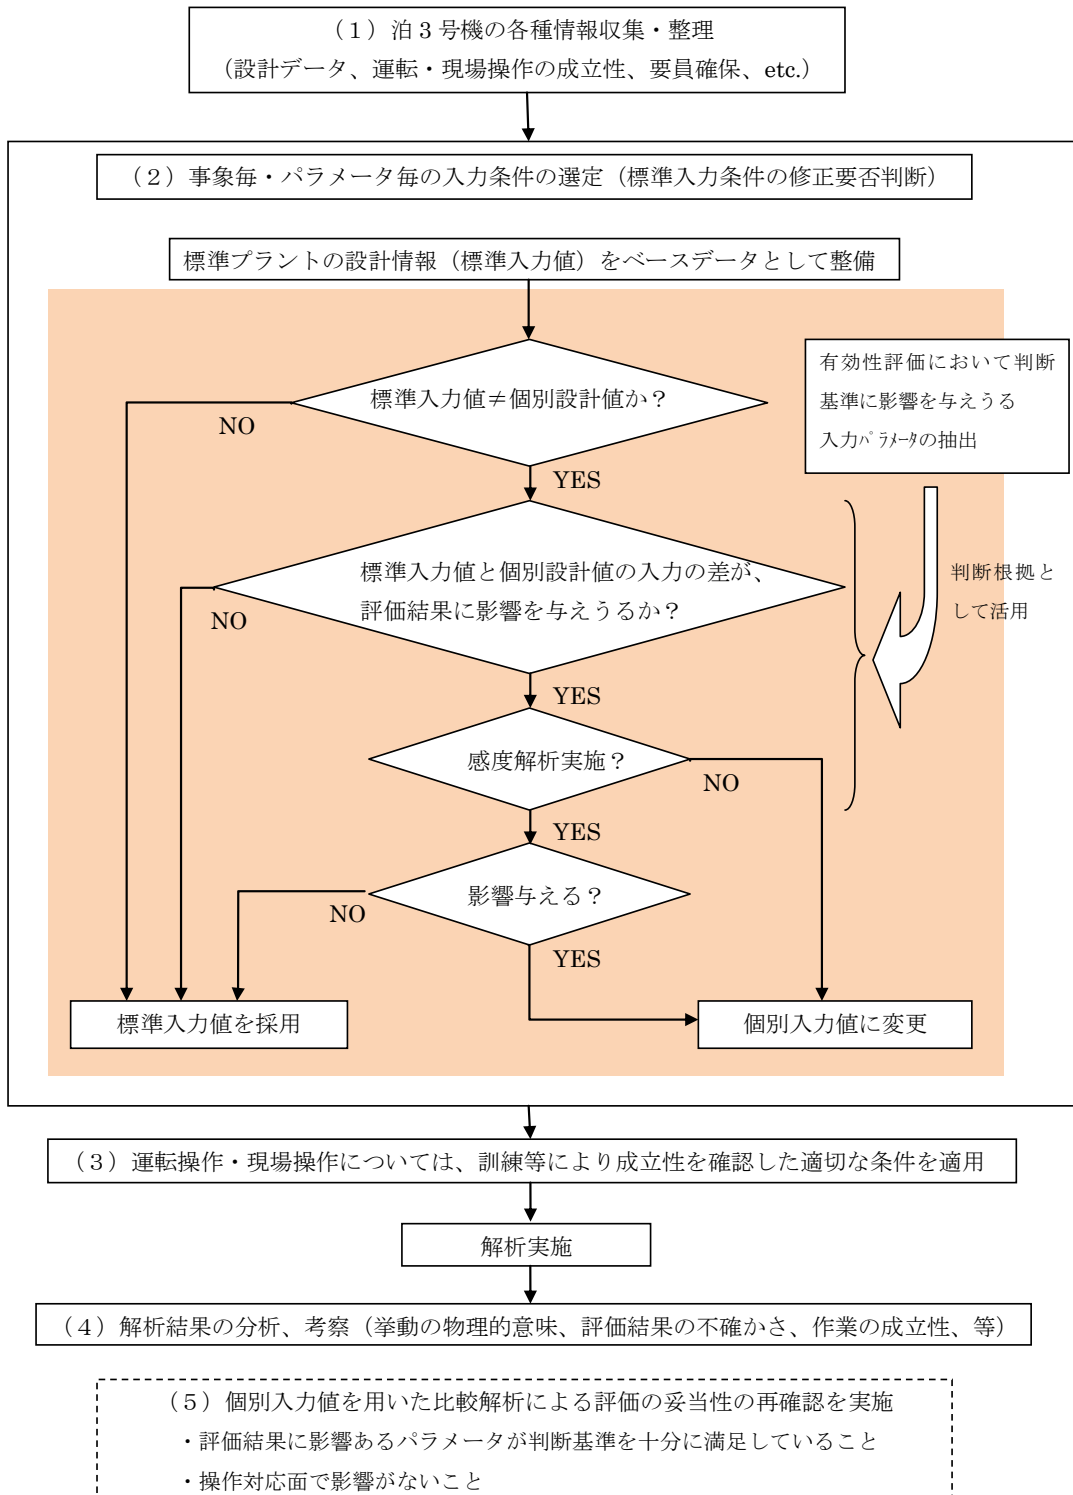 （１）泊３号機の各種情報収集・整理
（設計データ、運転・現場操作の成立性、要員確保、etc.）
（２）事象毎・パラメータ毎の入力条件の選定（標準入力条件の修正要否判断）
標準プラントの設計情報（標準入力値）をベースデータとして整備
標準入力値≠個別設計値か？
NO
YES
有効性評価において判断
基準に影響を与えうる
入力ﾊﾟﾗﾒｰﾀの抽出
標準入力値と個別設計値の入力の差が、
評価結果に影響を与えうるか？
NO
YES
判断根拠と
して活用
感度解析実施？
NO
YES
影響与える？
NO
YES
標準入力値を採用
個別入力値に変更
（３）運転操作・現場操作については、訓練等により成立性を確認した適切な条件を適用
解析実施
（４）解析結果の分析、考察（挙動の物理的意味、評価結果の不確かさ、作業の成立性、等）
（５）個別入力値を用いた比較解析による評価の妥当性の再確認を実施
・評価結果に影響あるパラメータが判断基準を十分に満足していること
・操作対応面で影響がないこと